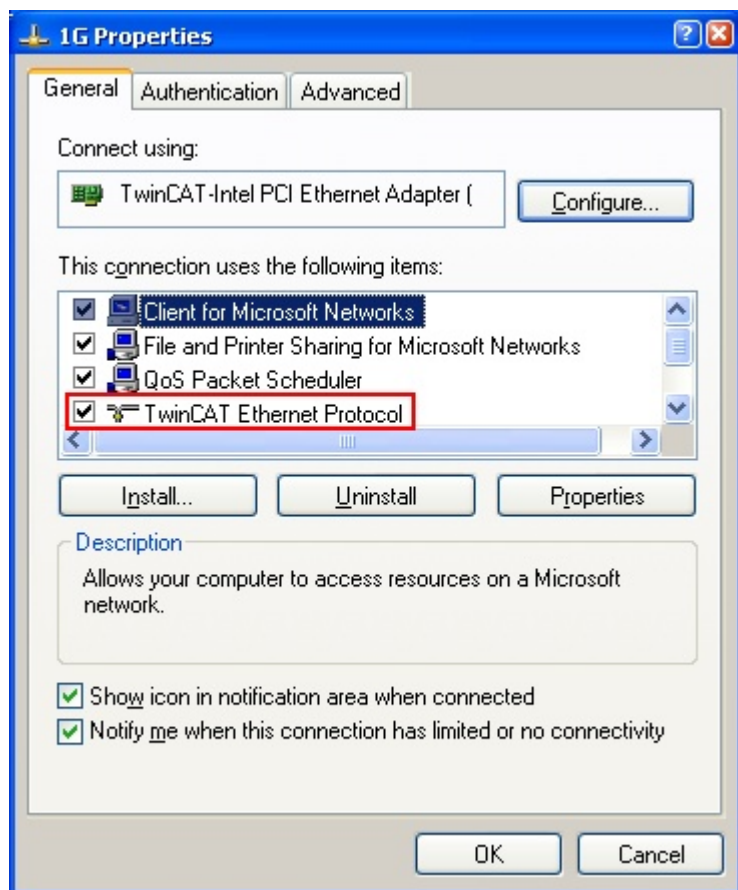 1G Properties
General Authentication Advanced
Connect using:
TwinCAT-Intel PCI Ethernet Adapter (
Configure...
This connection uses the following items:
Client for Microsoft Networks
File and Printer Sharing for Microsoft Networks
QoS Packet Scheduler
TwinCAT Ethernet Protocol
Install... Uninstall Properties
Description
Allows your computer to access resources on a Microsoft
network.
Show icon in notification area when connected
Notify me when this connection has limited or no connectivity
OK Cancel